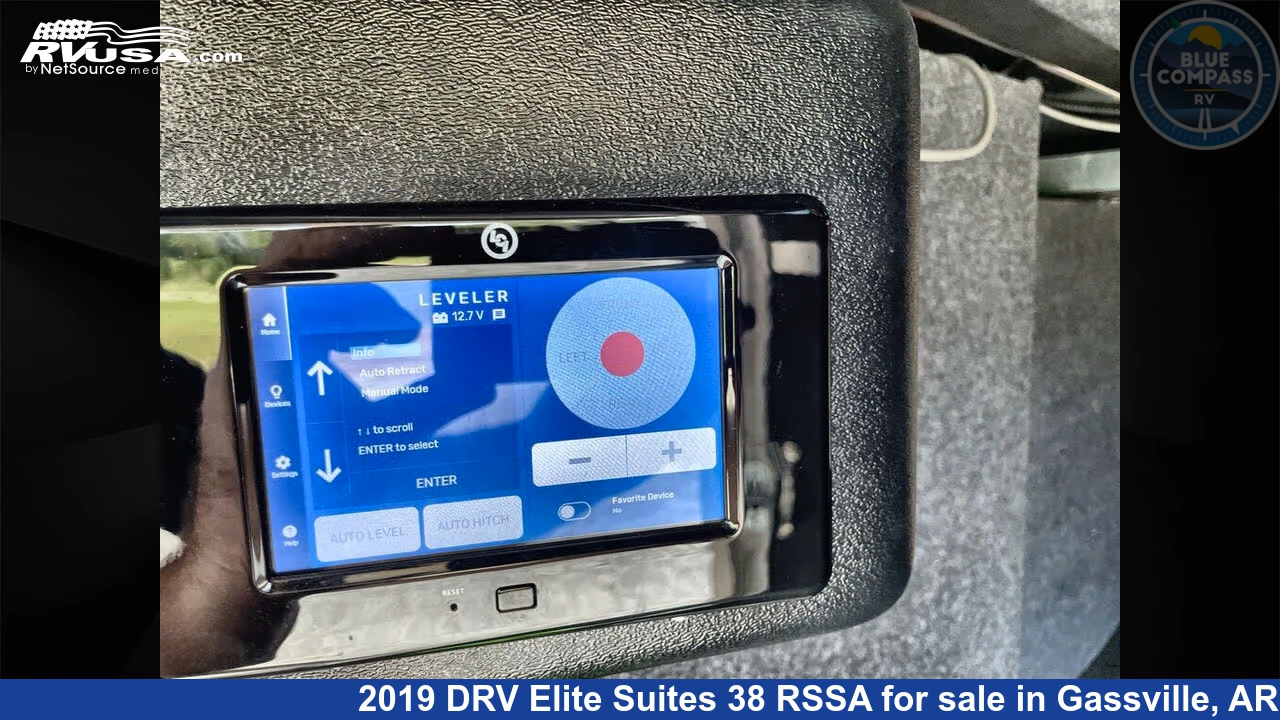 RVUSA.com
by NetSource media
BLUE
COMPASS
RV
LEVELER
12.7 V
Home
Info
Auto Retract
Manual Mode
LEFT
Devices
↑ ↓ to scroll
ENTER to select
− +
Settings
ENTER
Favorite Device
No
AUTO LEVEL
AUTO HITCH
Help
RESET
2019 DRV Elite Suites 38 RSSA for sale in Gassville, AR